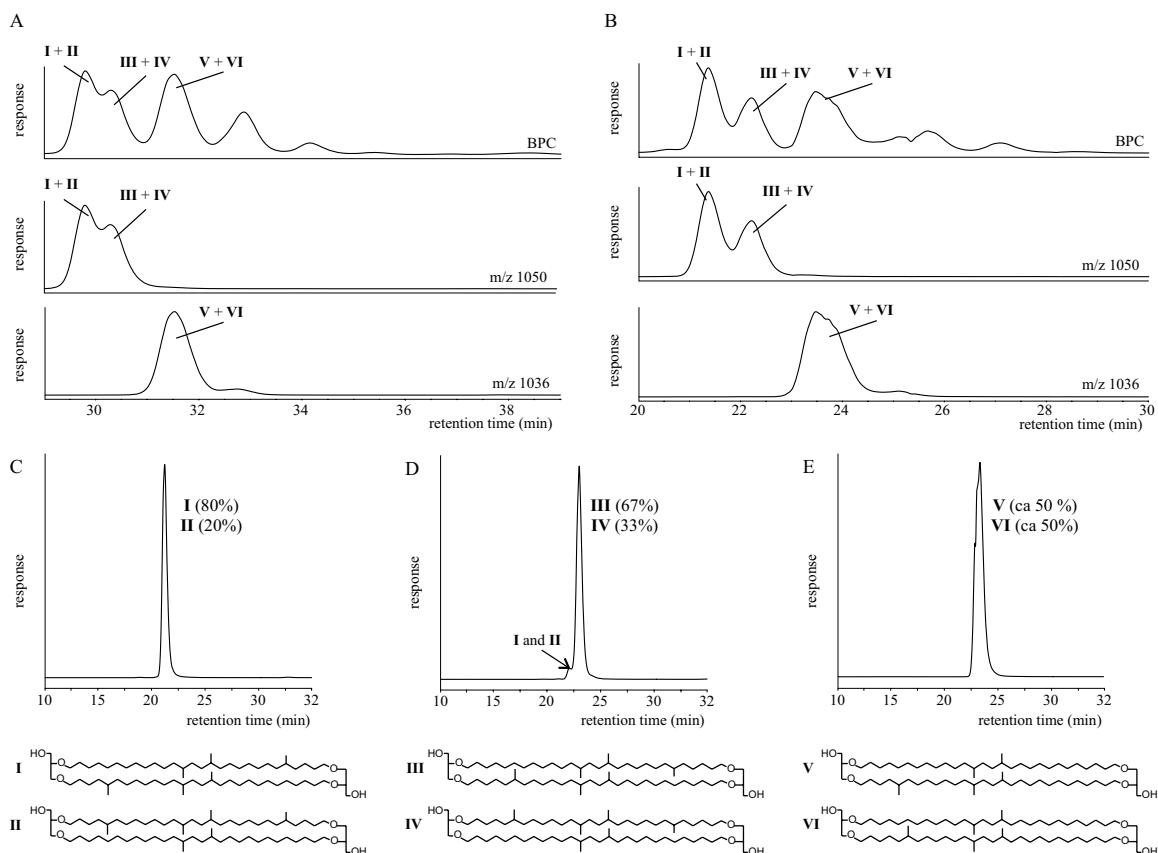 A
I + II
III + IV
V + VI
response
BPC
I + II
III + IV
response
m/z 1050
V + VI
response
m/z 1036
30 32 34 36 38
retention time (min)
B
I + II
III + IV
V + VI
response
BPC
I + II
III + IV
response
m/z 1050
V + VI
response
m/z 1036
20 22 24 26 28 30
retention time (min)
C
I (80%)
II (20%)
response
10 15 20 25 30 32
retention time (min)
D
III (67%)
IV (33%)
I and II
response
10 15 20 25 30 32
retention time (min)
E
V (ca 50 %)
VI (ca 50%)
response
10 15 20 25 30 32
retention time (min)
I
HO
O
O
O
O
OH
II
HO
O
O
O
O
OH
III
HO
O
O
O
O
OH
IV
HO
O
O
O
O
OH
V
HO
O
O
O
O
OH
VI
HO
O
O
O
O
OH